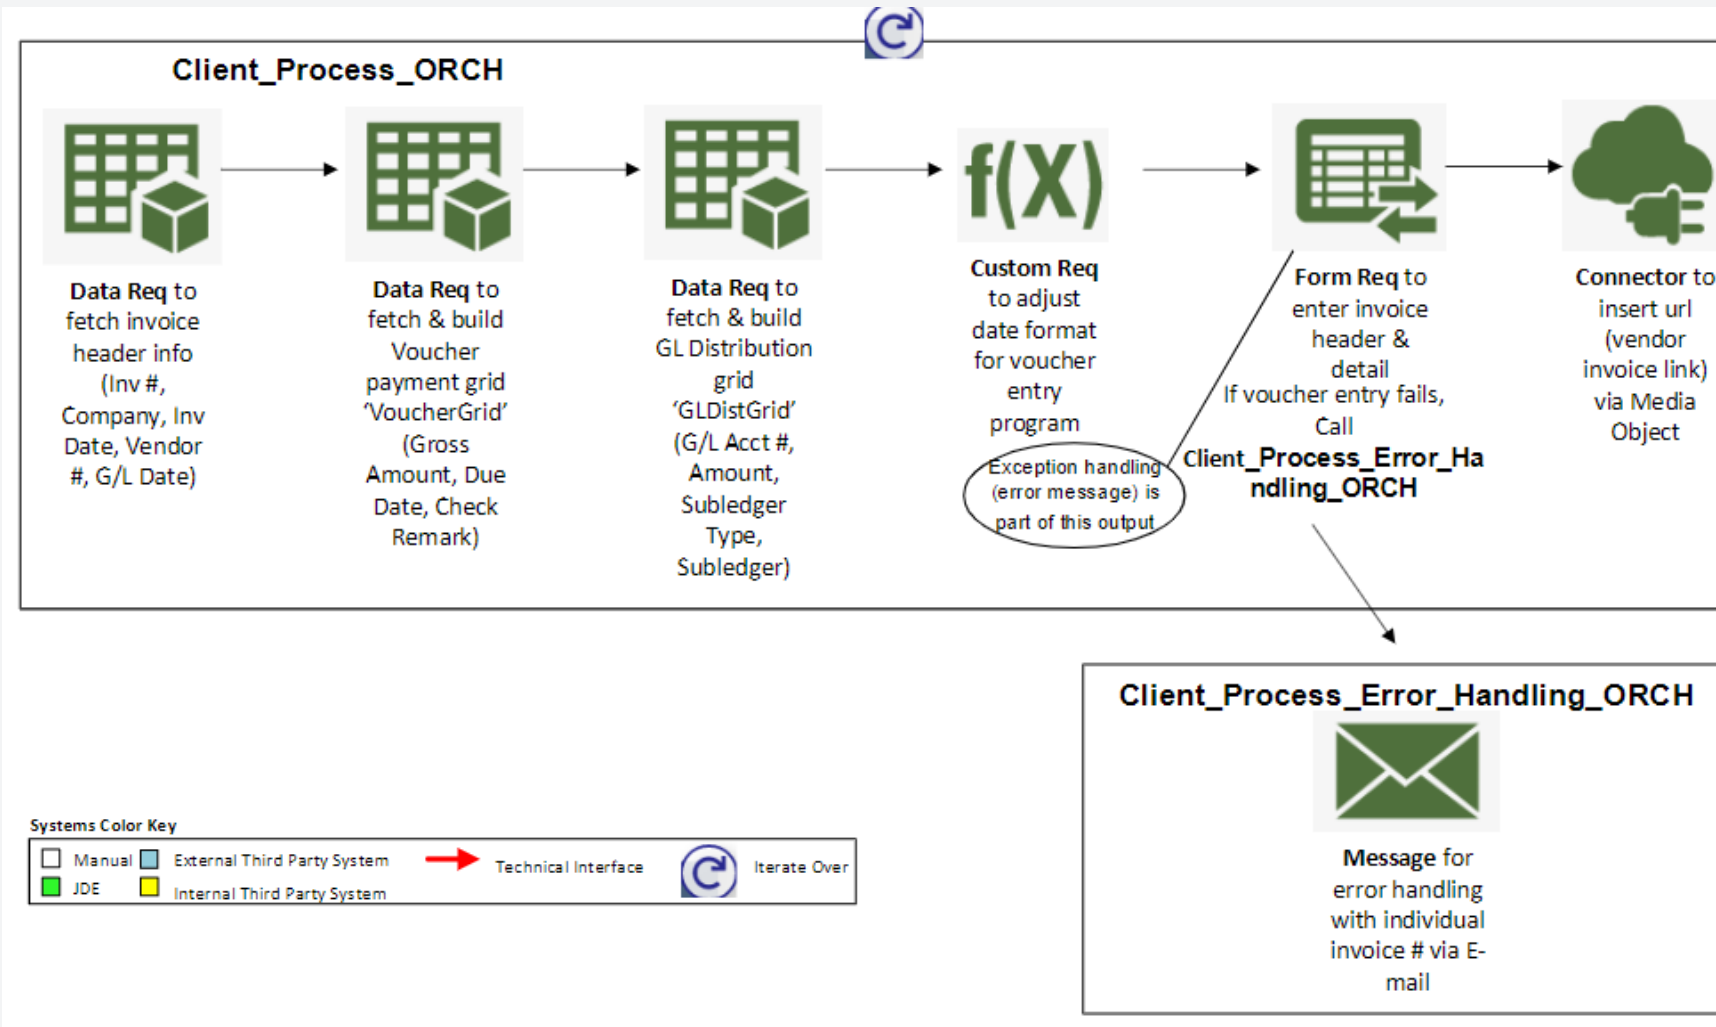 Client_Process_ORCH
Data Req to
fetch invoice
header info
(Inv #,
Company, Inv
Date, Vendor
#, G/L Date)
Data Req to
fetch & build
Voucher
payment grid
‘VoucherGrid’
(Gross
Amount, Due
Date, Check
Remark)
Data Req to
fetch & build
GL Distribution
grid
‘GLDistGrid’
(G/L Acct #,
Amount,
Subledger
Type,
Subledger)
f(X)
Custom Req
to adjust
date format
for voucher
entry
program
Exception handling
(error message) is
part of this output
Form Req to
enter invoice
header &
detail
If voucher entry fails,
Call
Client_Process_Error_Ha
ndling_ORCH
Connector to
insert url
(vendor
invoice link)
via Media
Object
Client_Process_Error_Handling_ORCH
Message for
error handling
with individual
invoice # via E-
mail
Systems Color Key
Manual
External Third Party System
Technical Interface
Iterate Over
JDE
Internal Third Party System